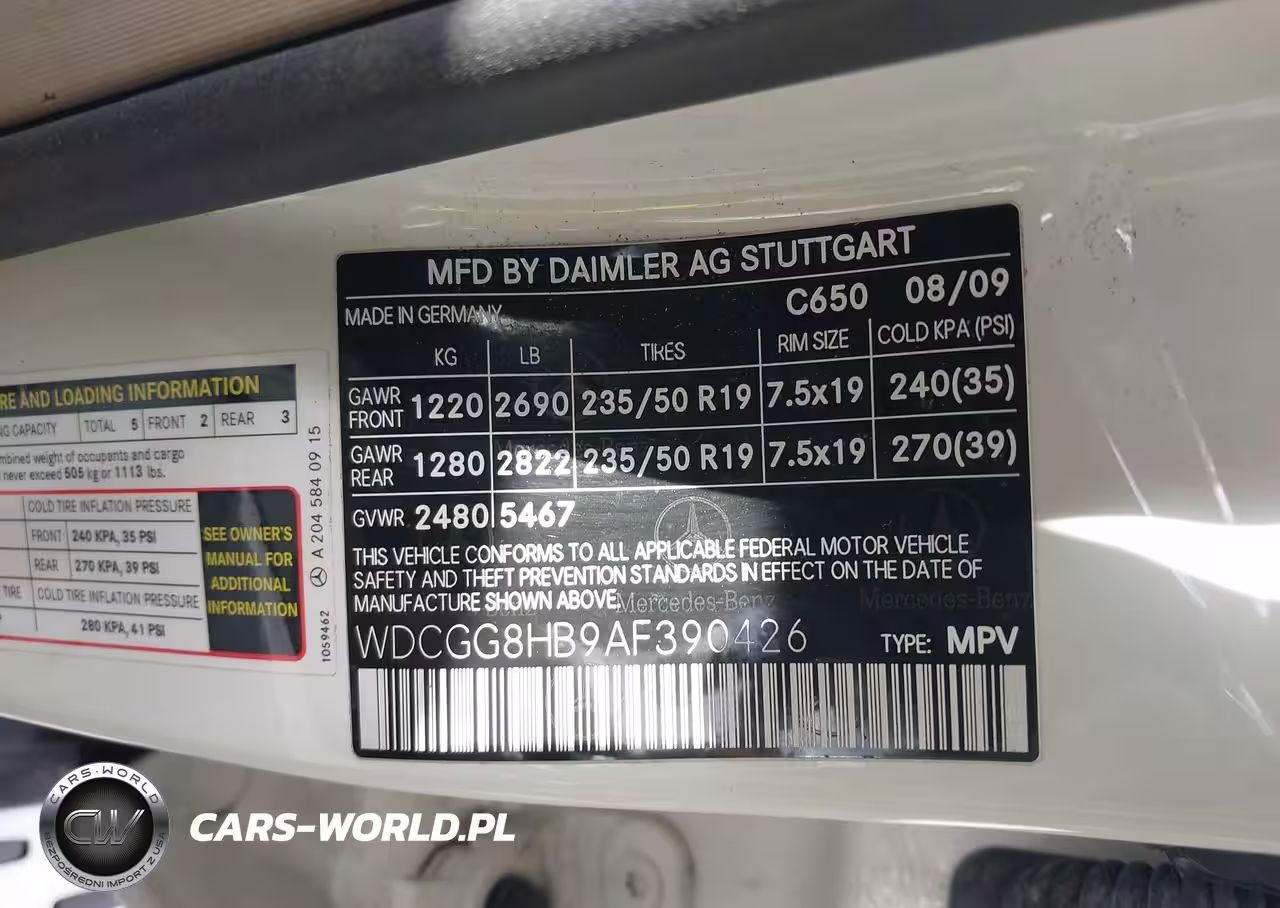 MFD BY DAIMLER AG STUTTGART
MADE IN GERMANY C650 08/09
KG LB TIRES RIM SIZE COLD KPA (PSI)
GAWR FRONT 1220 2690 235/50 R19 7.5x19 240(35)
GAWR REAR 1280 2822 235/50 R19 7.5x19 270(39)
GVWR 2480 5467
THIS VEHICLE CONFORMS TO ALL APPLICABLE FEDERAL MOTOR VEHICLE
SAFETY AND THEFT PREVENTION STANDARDS IN EFFECT ON THE DATE OF
MANUFACTURE SHOWN ABOVE.
Mercedes-Benz
WDCGG8HB9AF390426 TYPE: MPV
AND LOADING INFORMATION
CAPACITY TOTAL 5 FRONT 2 REAR 3
weight of occupants and cargo
never exceed 505 kg or 1113 lbs.
COLD TIRE INFLATION PRESSURE
FRONT 240 KPA, 35 PSI
REAR 270 KPA, 39 PSI
TIRE COLD TIRE INFLATION PRESSURE
280 KPA, 41 PSI
SEE OWNER'S
MANUAL FOR
ADDITIONAL
INFORMATION
1059462 A 204 584 09 15
CARS-WORLD
CW
BEZPOŚREDNI IMPORT Z USA
CARS-WORLD.PL